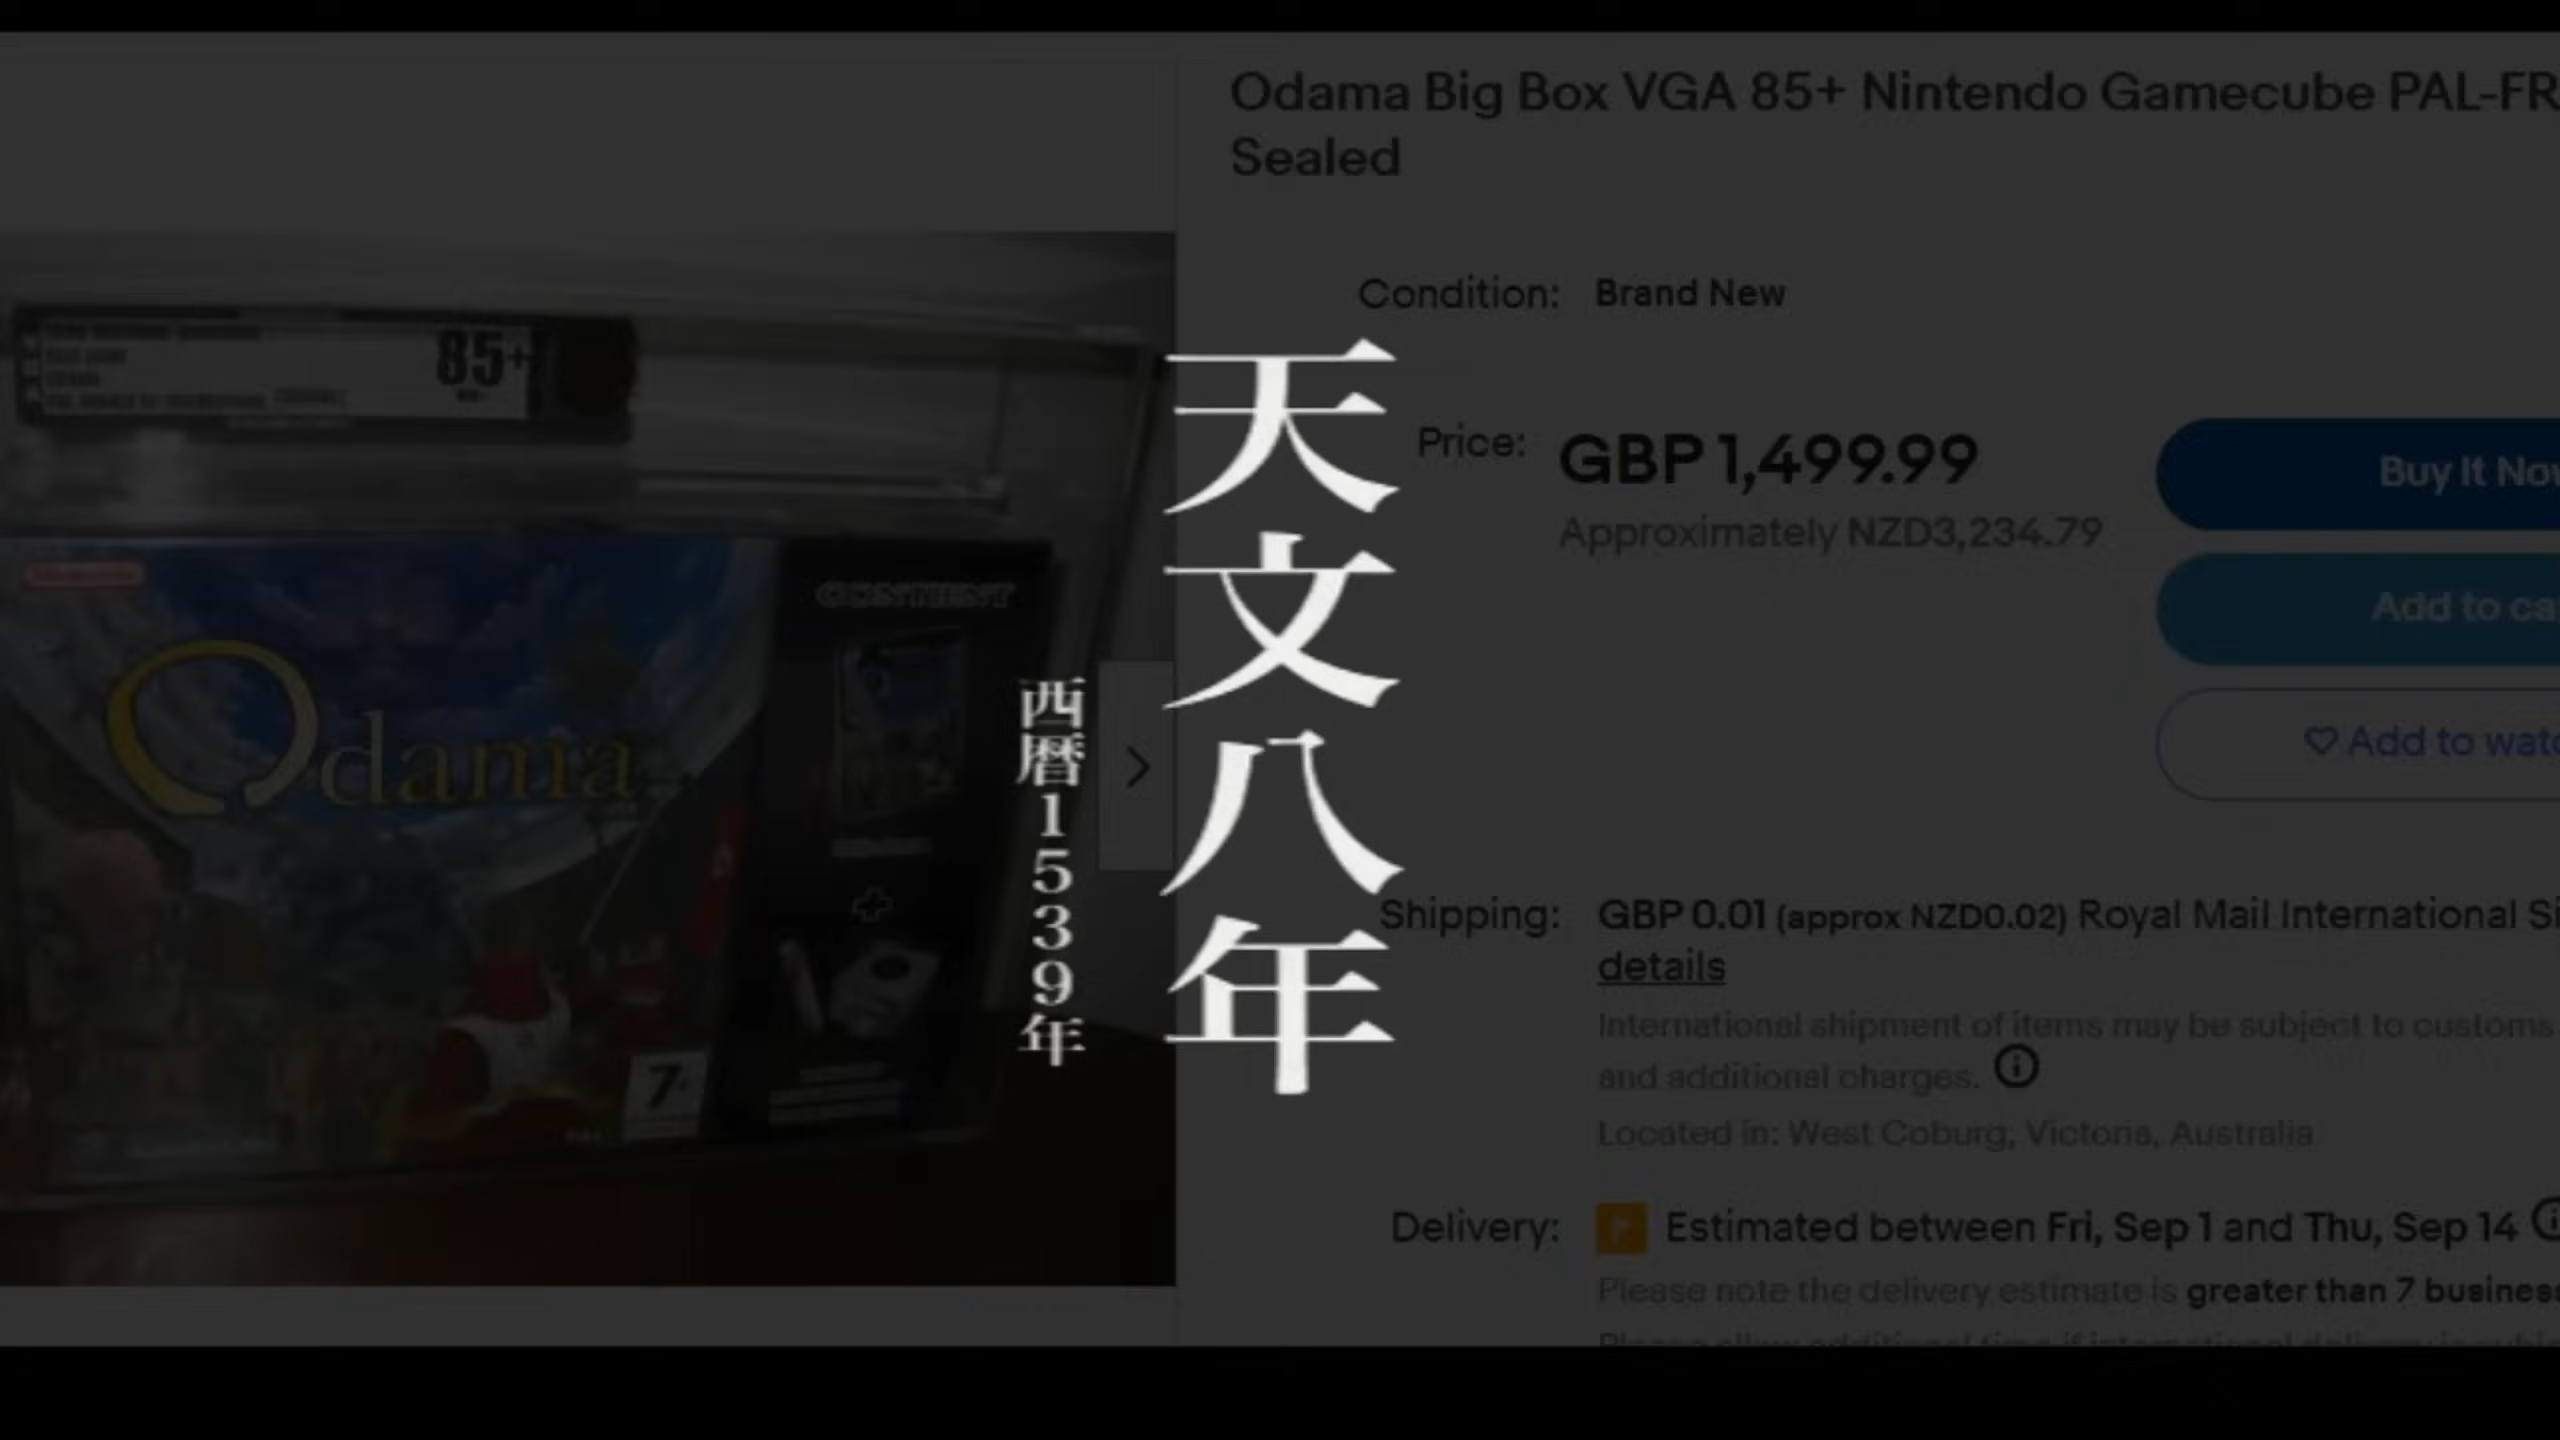 Odama Big Box VGA 85+ Nintendo Gamecube PAL-FR
Sealed
Condition: Brand New
Price: GBP 1,499.99
Approximately NZD3,234.79
Buy It Now
Add to
Add to
Shipping: GBP 0.01 (approx NZD0.02) Royal Mail International
details
International shipment of items may be subject to customs
and additional charges.
Located in: West Coburg, Victoria, Australia
Delivery: Estimated between Fri, Sep 1 and Thu, Sep 14
Please note the delivery estimate is greater than 7 business
天文八年
西暦1539年
85+
Nintendo
CONTIENT
Odama
7+